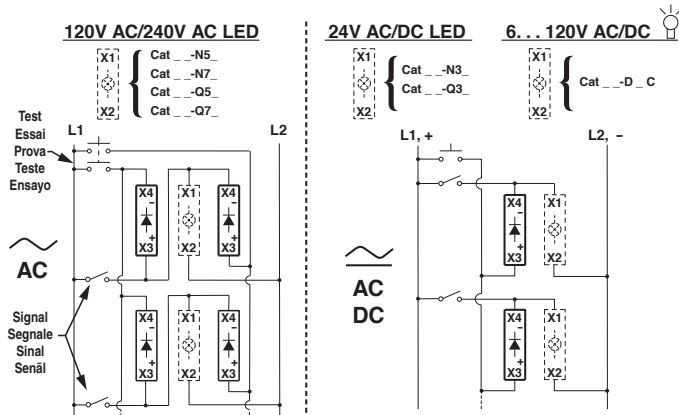 120V AC/240V AC LED
X1
X2
Cat _ _-N5_
Cat _ _-N7_
Cat _ _-Q5_
Cat _ _-Q7_
Test
Essai
Prova
Teste
Ensayo
L1
L2
X4
–
+
X3
X1
X2
X4
–
+
X3
AC
Signal
Segnale
Sinal
Senãl
X4
–
+
X3
X1
X2
X4
–
+
X3
24V AC/DC LED
X1
X2
Cat _ _-N3_
Cat _ _-Q3_
6. . . 120V AC/DC
X1
X2
Cat _ _-D _ C
L1, +
L2, –
X4
–
+
X3
X1
X2
AC
DC
X4
–
+
X3
X1
X2